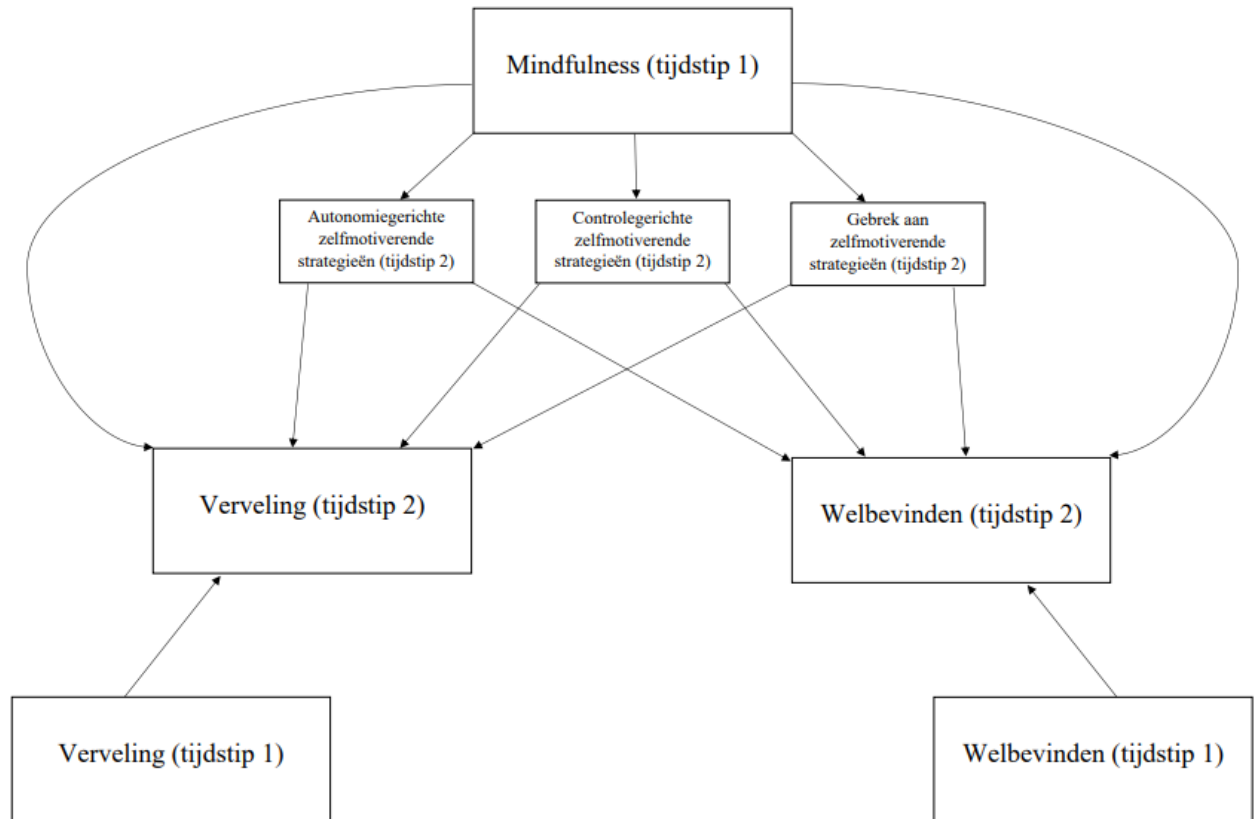 Mindfulness (tijdstip 1)
Autonomiegerichte
zelfmotiverende
strategieën (tijdstip 2)
Controlegerichte
zelfmotiverende
strategieën (tijdstip 2)
Gebrek aan
zelfmotiverende
strategieën (tijdstip 2)
Verveling (tijdstip 2)
Welbevinden (tijdstip 2)
Verveling (tijdstip 1)
Welbevinden (tijdstip 1)